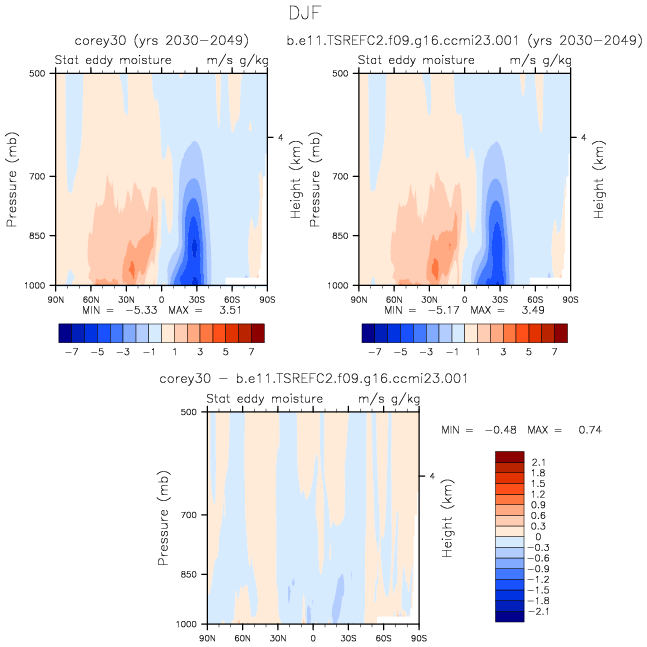 DJF
corey30 (yrs 2030-2049)
b.e11.TSREFC2.f09.g16.ccmi23.001 (yrs 2030-2049)
Stat eddy moisture m/s g/kg
Stat eddy moisture m/s g/kg
500
700
850
1000
Pressure (mb)
4
Height (km)
90N 60N 30N 0 30S 60S 90S
MIN = -5.33 MAX = 3.51
-7 -5 -3 -1 1 3 5 7
500
700
850
1000
Pressure (mb)
4
Height (km)
90N 60N 30N 0 30S 60S 90S
MIN = -5.17 MAX = 3.49
-7 -5 -3 -1 1 3 5 7
corey30 - b.e11.TSREFC2.f09.g16.ccmi23.001
Stat eddy moisture m/s g/kg
500
700
850
1000
Pressure (mb)
4
Height (km)
90N 60N 30N 0 30S 60S 90S
MIN = -0.48 MAX = 0.74
2.1
1.8
1.5
1.2
0.9
0.6
0.3
0
-0.3
-0.6
-0.9
-1.2
-1.5
-1.8
-2.1